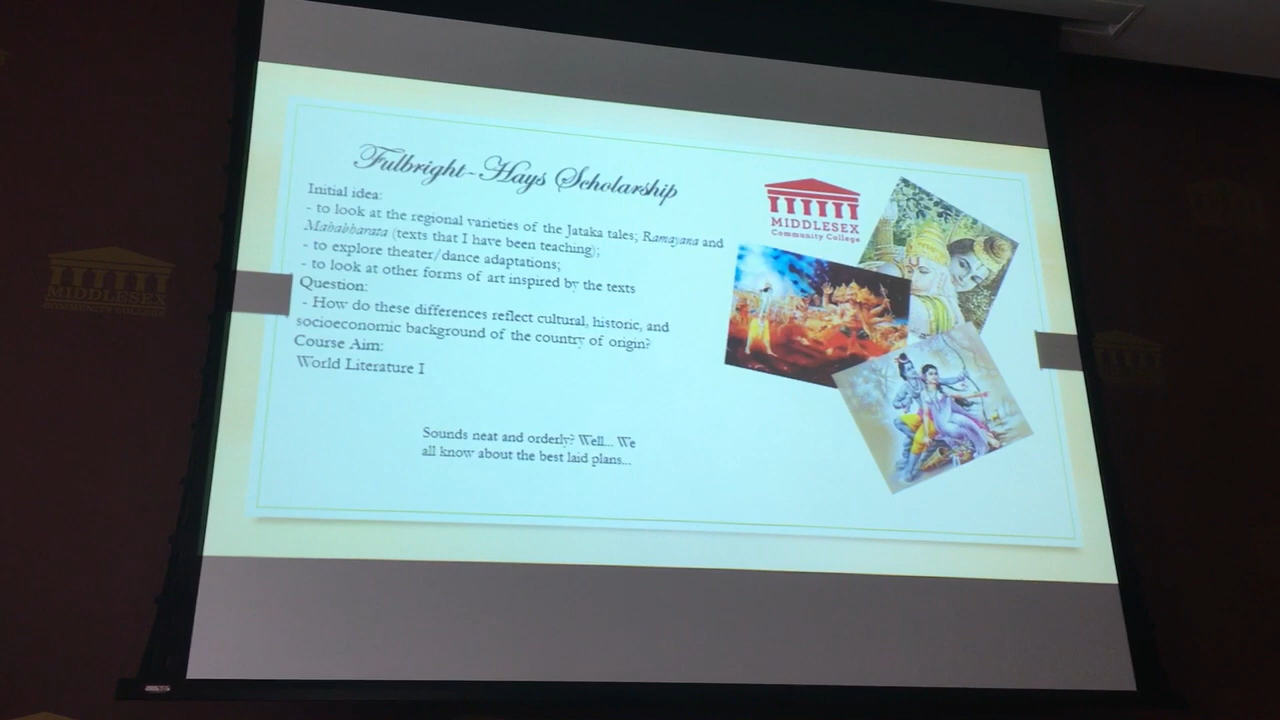 Fulbright-Hays Scholarship
Initial idea:
- to look at the regional varieties of the Jataka tales; Ramayana and
Mahabharata (texts that I have been teaching);
- to explore theater/dance adaptations;
- to look at other forms of art inspired by the texts
Question:
- How do these differences reflect cultural, historic, and
socioeconomic background of the country of origin?
Course Aim:
World Literature I
Sounds neat and orderly? Well... We
all know about the best laid plans...
MIDDLESEX
Community College
MIDDLESEX
COMMUNITY COLLEGE